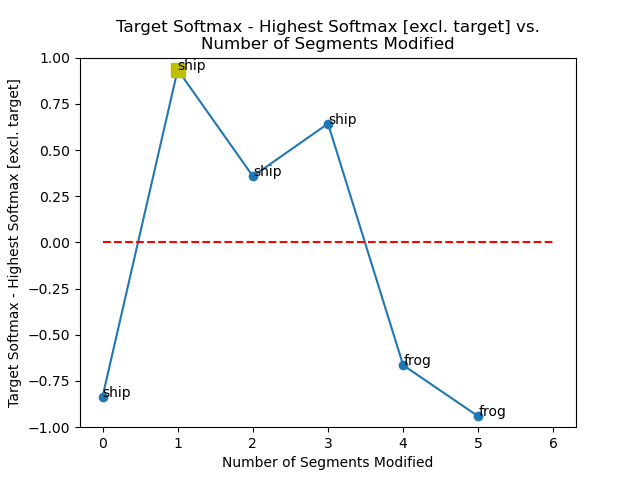 Target Softmax - Highest Softmax [excl. target] vs.
Number of Segments Modified
Target Softmax - Highest Softmax [excl. target]
1.00
0.75
0.50
0.25
0.00
−0.25
−0.50
−0.75
−1.00
ship
ship
ship
ship
frog
frog
0 1 2 3 4 5 6
Number of Segments Modified